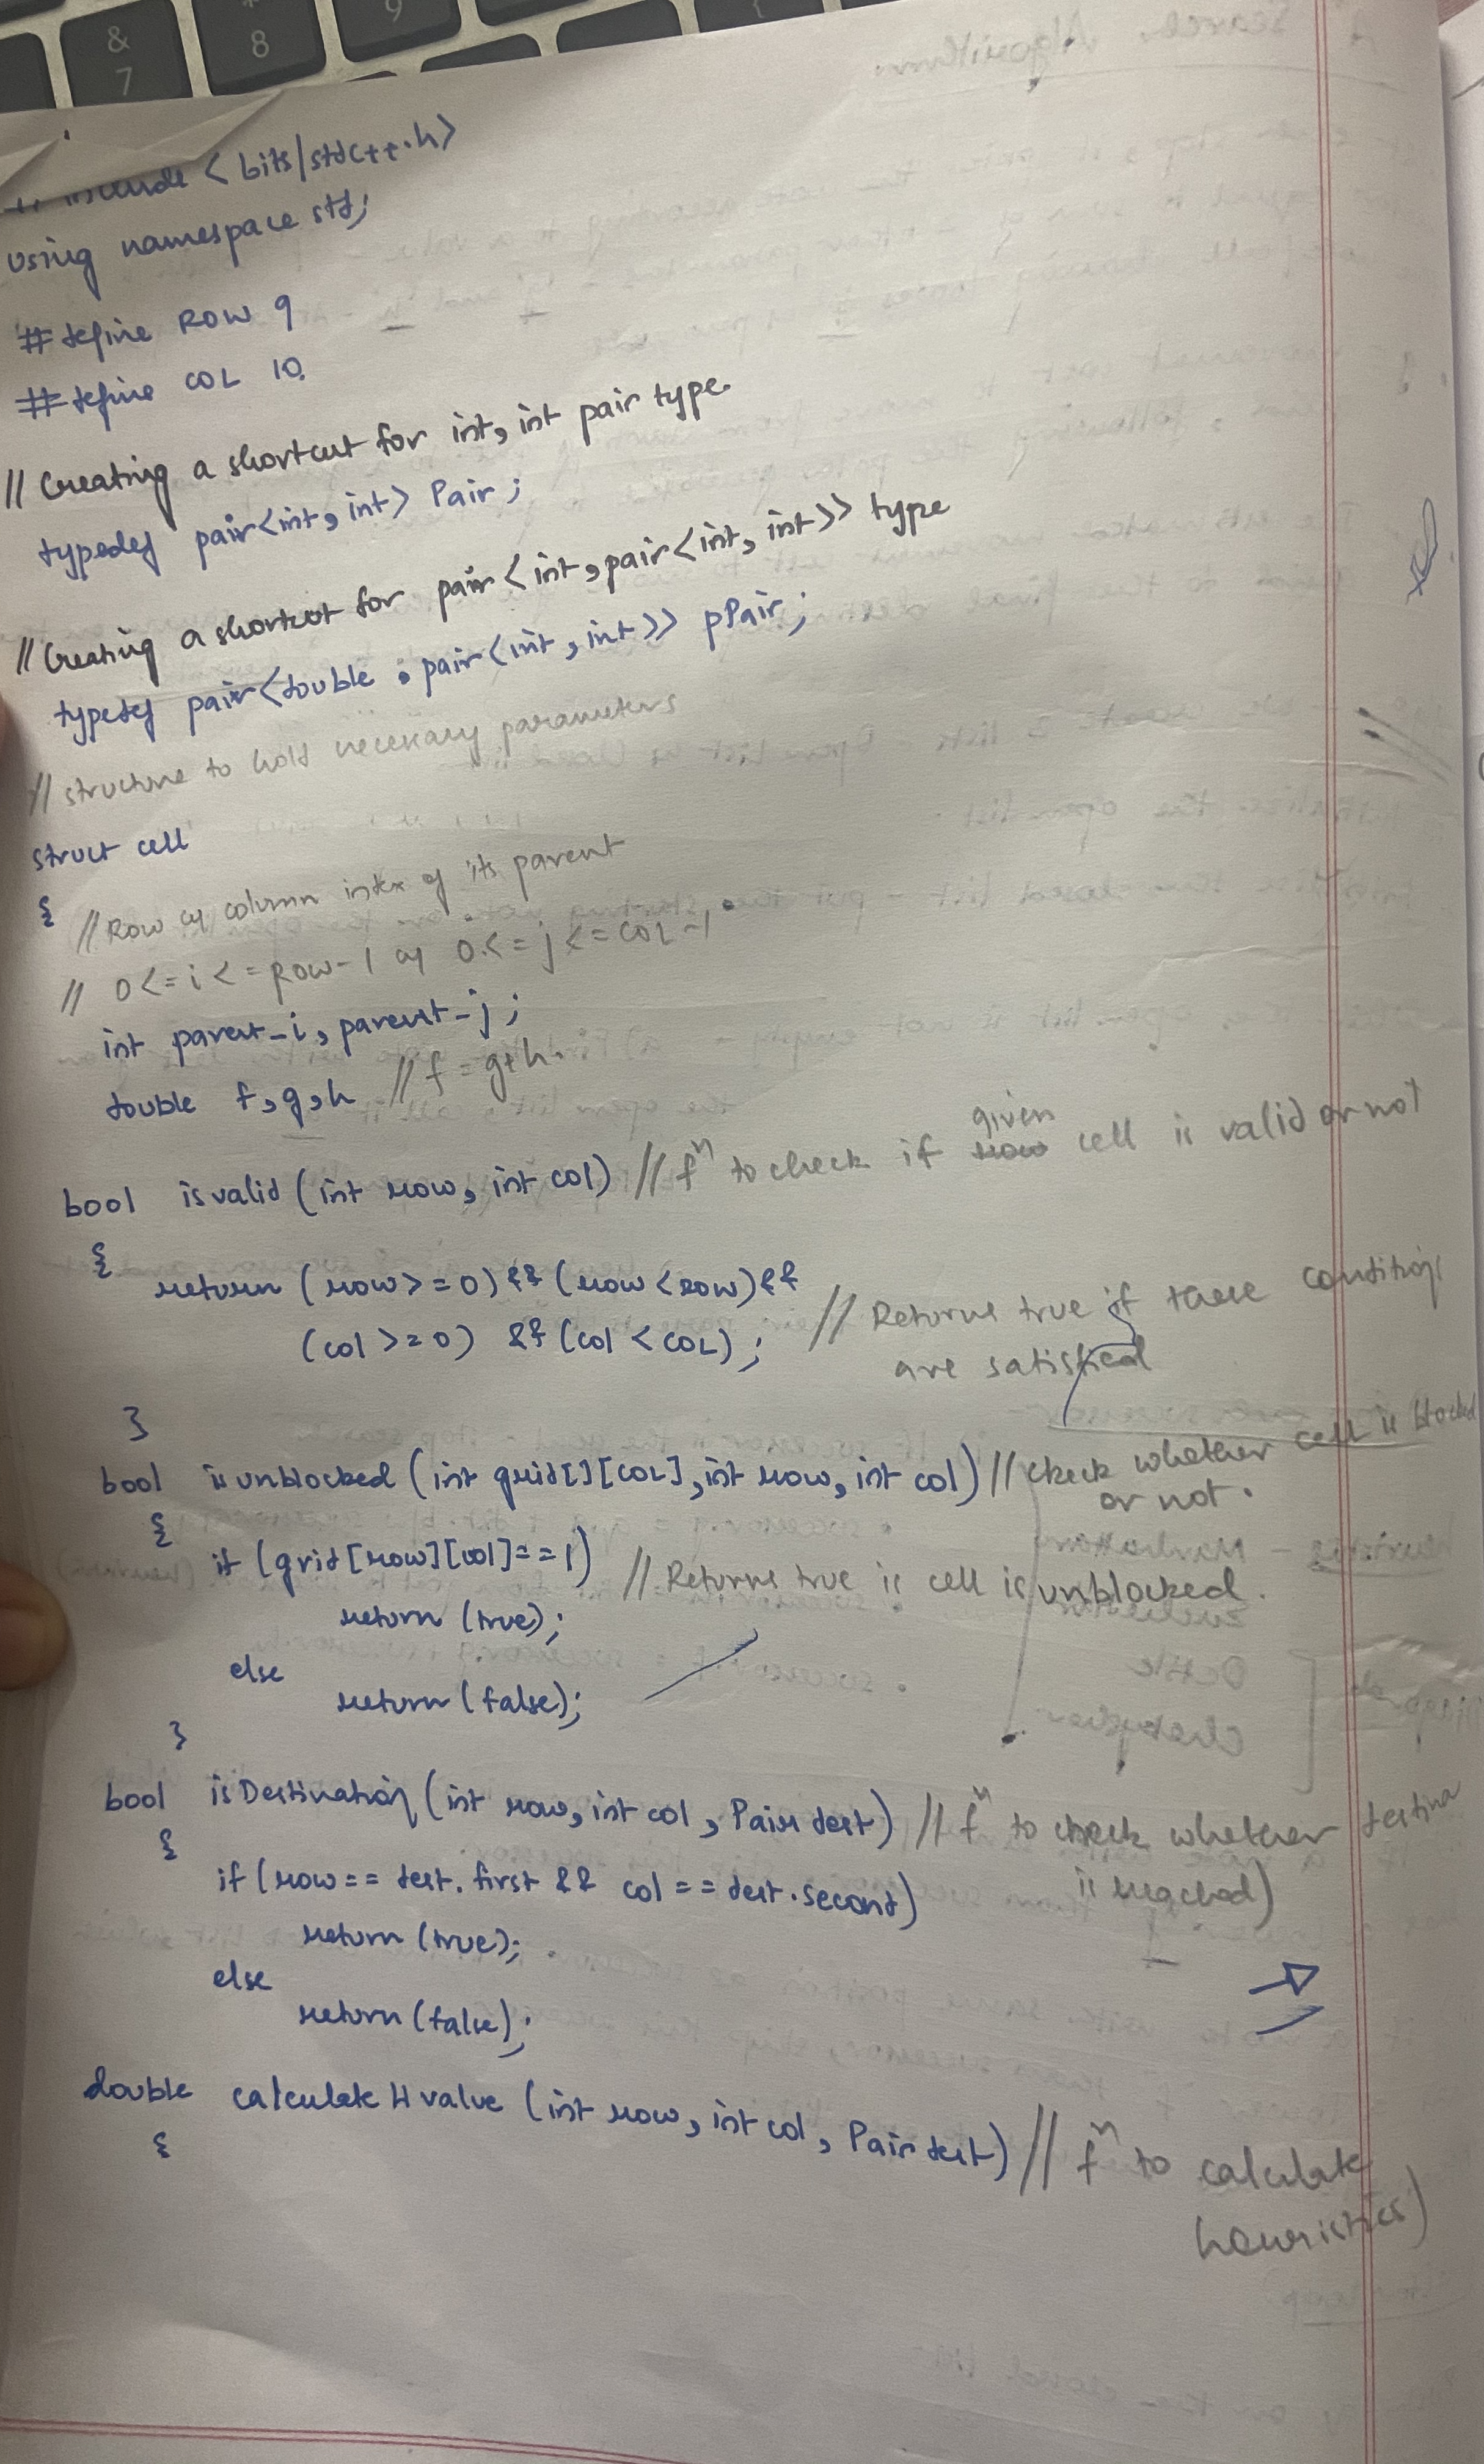 # include < bits/stdc++.h>
using namespace std;
# define ROW 9
# define COL 10
// Creating a shortcut for int, int pair type.
typedef pair<int, int> Pair ;
// Creating a shortcut for pair<int, pair<int, int>> type
typedef pair<double , pair<int , int>> pPair ;
// structure to hold necessary parameters
struct cell
{ // Row & column index of its parent
// 0<=i<=ROW-1 & 0<=j<=COL-1
int parent_i, parent_j ;
double f,g,h // f = g+h.
bool isvalid (int row, int col) // fn to check if given cell is valid or not
{
return (row>=0) && (row<ROW) &&
(col>=0) && (col<COL) ; // Returns true if these conditions are satisfied
}
bool isunblocked (int grid[][COL], int row, int col) // check whether cell is blocked or not.
{
if (grid[row][col]==1) // Returns true is cell is unblocked.
return (true);
else
return (false);
}
bool isDestination (int row, int col , Pair dest) // fn to check whether destina
is reached)
{
if (row == dest.first && col == dest.second)
return (true);
else
return (false);
double calculateHvalue (int row, int col, Pair dest) // fn to calculate
heuristics)
{